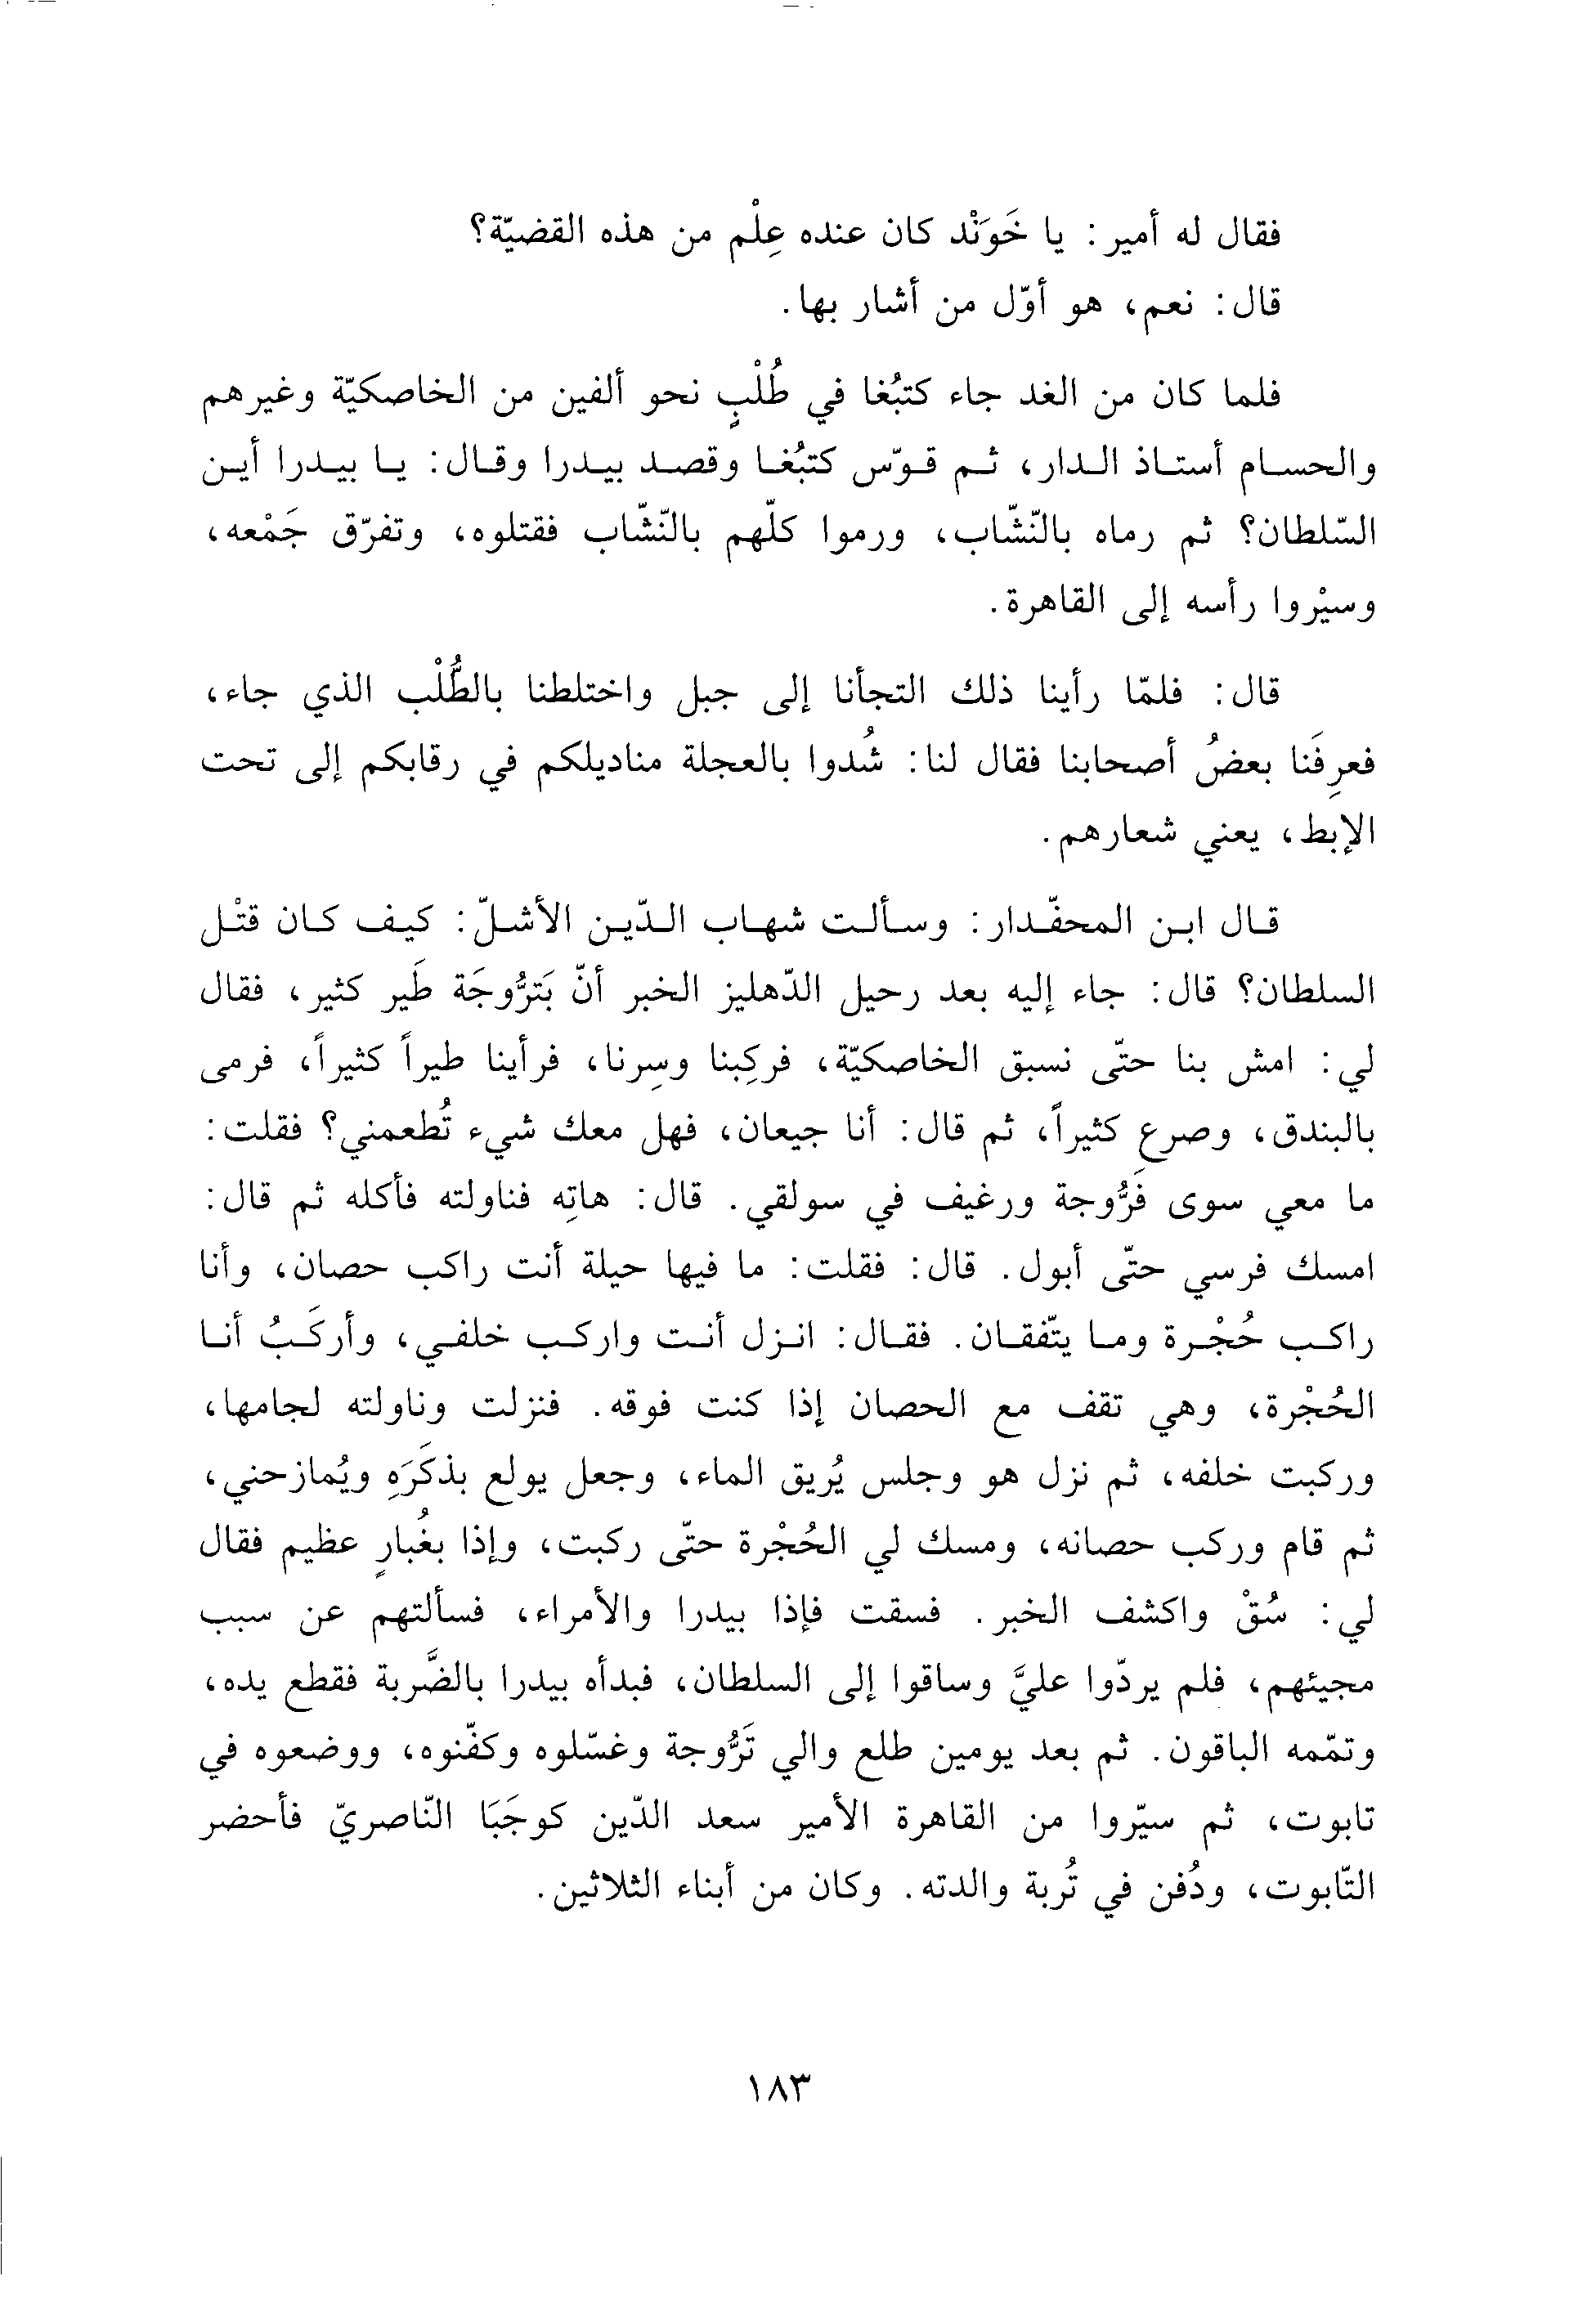 فقال له أمير: يا خَوَنْد كان عنده عِلْم من هذه القضيّة؟
قال: نعم، هو أوّل من أشار بها.
فلما كان من الغد جاء كتبُغا في طُلْبٍ نحو ألفين من الخاصكيّة وغيرهم
والحسام أستاذ الدار، ثم قوّس كتبُغا وقصد بيدرا وقال: يا بيدرا أين
السّلطان؟ ثم رماه بالنّشّاب، ورموا كلّهم بالنّشّاب فقتلوه، وتفرّق جَمْعه،
وسيْروا رأسه إلى القاهرة.
قال: فلمّا رأينا ذلك التجأنا إلى جبل واختلطنا بالطُّلْب الذي جاء،
فعرِفَنا بعضُ أصحابنا فقال لنا: شُدوا بالعجلة مناديلكم في رقابكم إلى تحت
الإبط، يعني شعارهم.
قال ابن المحفّدار: وسألت شهاب الدّين الأشلّ: كيف كان قتْل
السلطان؟ قال: جاء إليه بعد رحيل الدّهليز الخبر أنّ بَترُّوجَة طَير كثير، فقال
لي: امش بنا حتّى نسبق الخاصكيّة، فركِبنا وسِرنا، فرأينا طيراً كثيراً، فرمى
بالبندق، وصرع كثيراً، ثم قال: أنا جيعان، فهل معك شيء تُطعمني؟ فقلت:
ما معي سوى فَرُّوجة ورغيف في سولقي. قال: هاتِه فناولته فأكله ثم قال:
امسك فرسي حتّى أبول. قال: فقلت: ما فيها حيلة أنت راكب حصان، وأنا
راكب حُجْرة وما يتّفقان. فقال: انزل أنت واركب خلفي، وأركَبُ أنا
الحُجْرة، وهي تقف مع الحصان إذا كنت فوقه. فنزلت وناولته لجامها،
وركبت خلفه، ثم نزل هو وجلس يُريق الماء، وجعل يولع بذكَرَهِ ويُمازحني،
ثم قام وركب حصانه، ومسك لي الحُجْرة حتّى ركبت، وإذا بغُبارٍ عظيم فقال
لي: سُقْ واكشف الخبر. فسقت فإذا بيدرا والأمراء، فسألتهم عن سبب
مجيئهم، فلم يردّوا عليَّ وساقوا إلى السلطان، فبدأه بيدرا بالضَّربة فقطع يده،
وتمّمه الباقون. ثم بعد يومين طلع والي تَرُّوجة وغسّلوه وكفّنوه، ووضعوه في
تابوت، ثم سيّروا من القاهرة الأمير سعد الدّين كوجَبَا النّاصريّ فأحضر
التّابوت، ودُفن في تُربة والدته. وكان من أبناء الثلاثين.
١٨٣